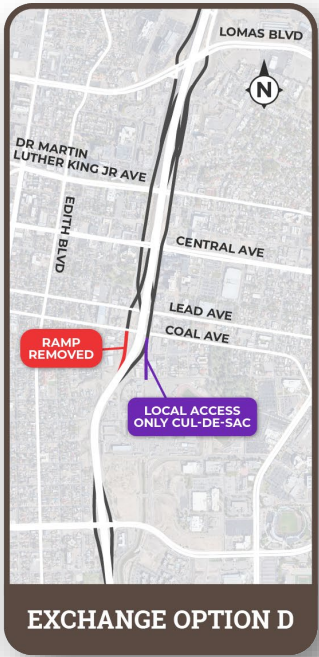 LOMAS BLVD
N
DR MARTIN
LUTHER KING JR AVE
EDITH BLVD
CENTRAL AVE
LEAD AVE
COAL AVE
RAMP
REMOVED
LOCAL ACCESS
ONLY CUL-DE-SAC
EXCHANGE OPTION D